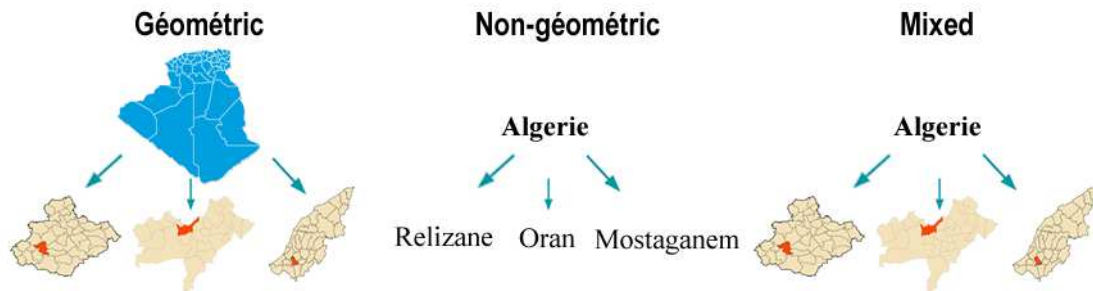 Géométric
Non-géométric
Mixed
Algerie
Algerie
Relizane
Oran
Mostaganem